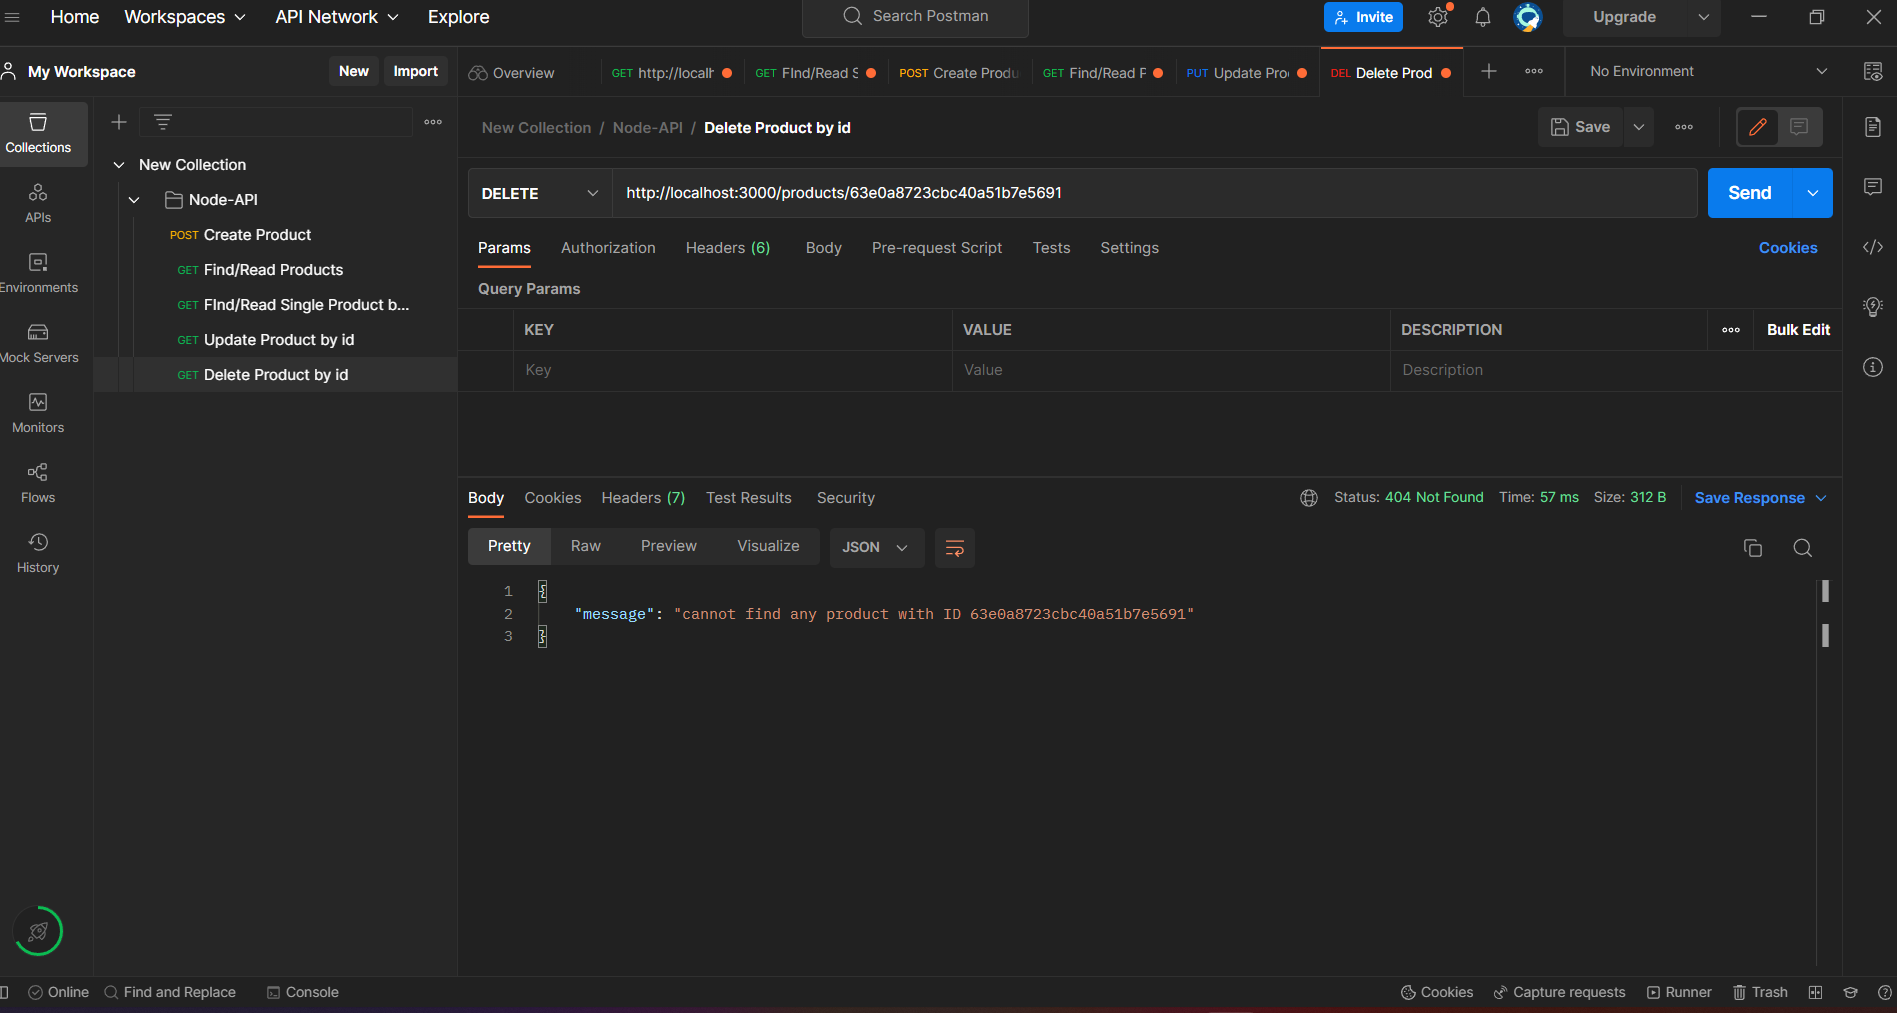 Home Workspaces API Network Explore Search Postman Invite Upgrade
My Workspace New Import
Overview GET http://localh GET FInd/Read S POST Create Produ GET Find/Read F PUT Update Pro DEL Delete Prod No Environment
New Collection / Node-API / Delete Product by id Save
Collections
APIs
Environments
Mock Servers
Monitors
Flows
History
New Collection
Node-API
POST Create Product
GET Find/Read Products
GET FInd/Read Single Product b...
GET Update Product by id
GET Delete Product by id
DELETE http://localhost:3000/products/63e0a8723cbc40a51b7e5691 Send
Params Authorization Headers (6) Body Pre-request Script Tests Settings Cookies
Query Params
KEY VALUE DESCRIPTION Bulk Edit
Key Value Description
Body Cookies Headers (7) Test Results Security Status: 404 Not Found Time: 57 ms Size: 312 B Save Response
Pretty Raw Preview Visualize JSON
1 {
2 "message": "cannot find any product with ID 63e0a8723cbc40a51b7e5691"
3 }
Online Find and Replace Console Cookies Capture requests Runner Trash